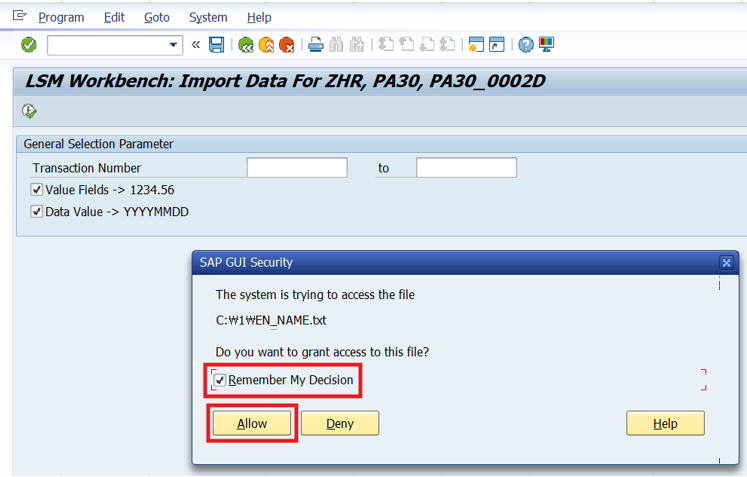 Program Edit Goto System Help
LSM Workbench: Import Data For ZHR, PA30, PA30_0002D
General Selection Parameter
Transaction Number to
Value Fields -> 1234.56
Data Value -> YYYYMMDD
SAP GUI Security
The system is trying to access the file
C:₩1₩EN_NAME.txt
Do you want to grant access to this file?
Remember My Decision
Allow Deny Help